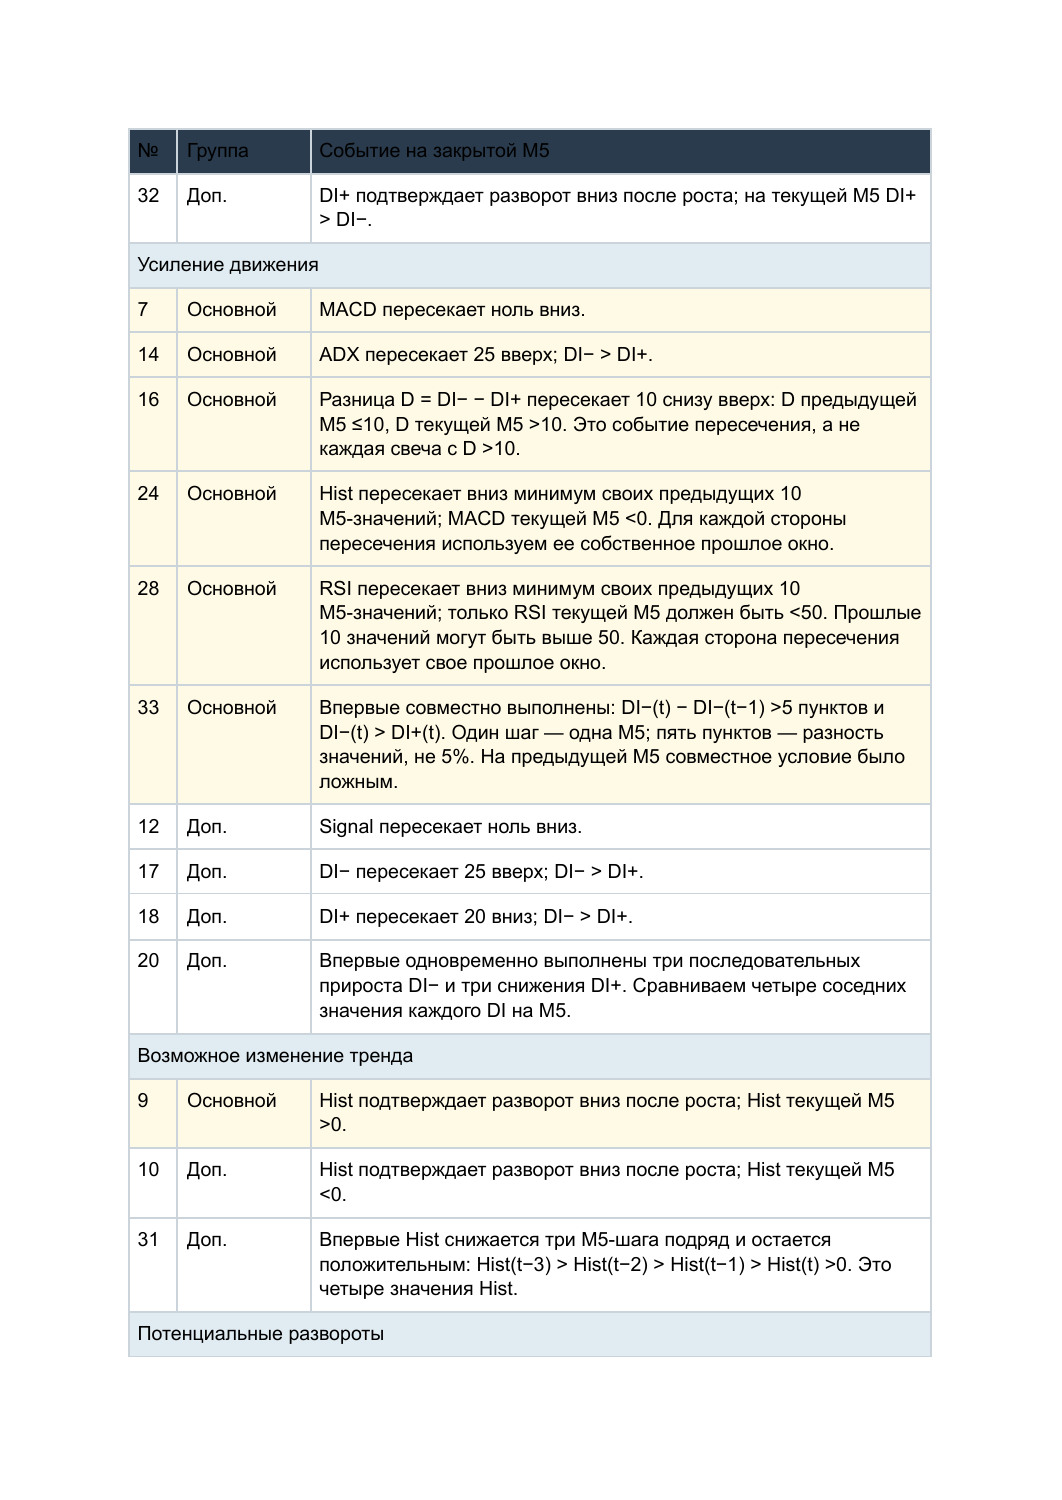 № Группа Событие на закрытой M5
32 Доп. DI+ подтверждает разворот вниз после роста; на текущей M5 DI+
> DI−.
Усиление движения
7 Основной MACD пересекает ноль вниз.
14 Основной ADX пересекает 25 вверх; DI− > DI+.
16 Основной Разница D = DI− − DI+ пересекает 10 снизу вверх: D предыдущей
M5 ≤10, D текущей M5 >10. Это событие пересечения, а не
каждая свеча с D >10.
24 Основной Hist пересекает вниз минимум своих предыдущих 10
M5-значений; MACD текущей M5 <0. Для каждой стороны
пересечения используем ее собственное прошлое окно.
28 Основной RSI пересекает вниз минимум своих предыдущих 10
M5-значений; только RSI текущей M5 должен быть <50. Прошлые
10 значений могут быть выше 50. Каждая сторона пересечения
использует свое прошлое окно.
33 Основной Впервые совместно выполнены: DI−(t) − DI−(t−1) >5 пунктов и
DI−(t) > DI+(t). Один шаг — одна M5; пять пунктов — разность
значений, не 5%. На предыдущей M5 совместное условие было
ложным.
12 Доп. Signal пересекает ноль вниз.
17 Доп. DI− пересекает 25 вверх; DI− > DI+.
18 Доп. DI+ пересекает 20 вниз; DI− > DI+.
20 Доп. Впервые одновременно выполнены три последовательных
прироста DI− и три снижения DI+. Сравниваем четыре соседних
значения каждого DI на M5.
Возможное изменение тренда
9 Основной Hist подтверждает разворот вниз после роста; Hist текущей M5
>0.
10 Доп. Hist подтверждает разворот вниз после роста; Hist текущей M5
<0.
31 Доп. Впервые Hist снижается три M5-шага подряд и остается
положительным: Hist(t−3) > Hist(t−2) > Hist(t−1) > Hist(t) >0. Это
четыре значения Hist.
Потенциальные развороты